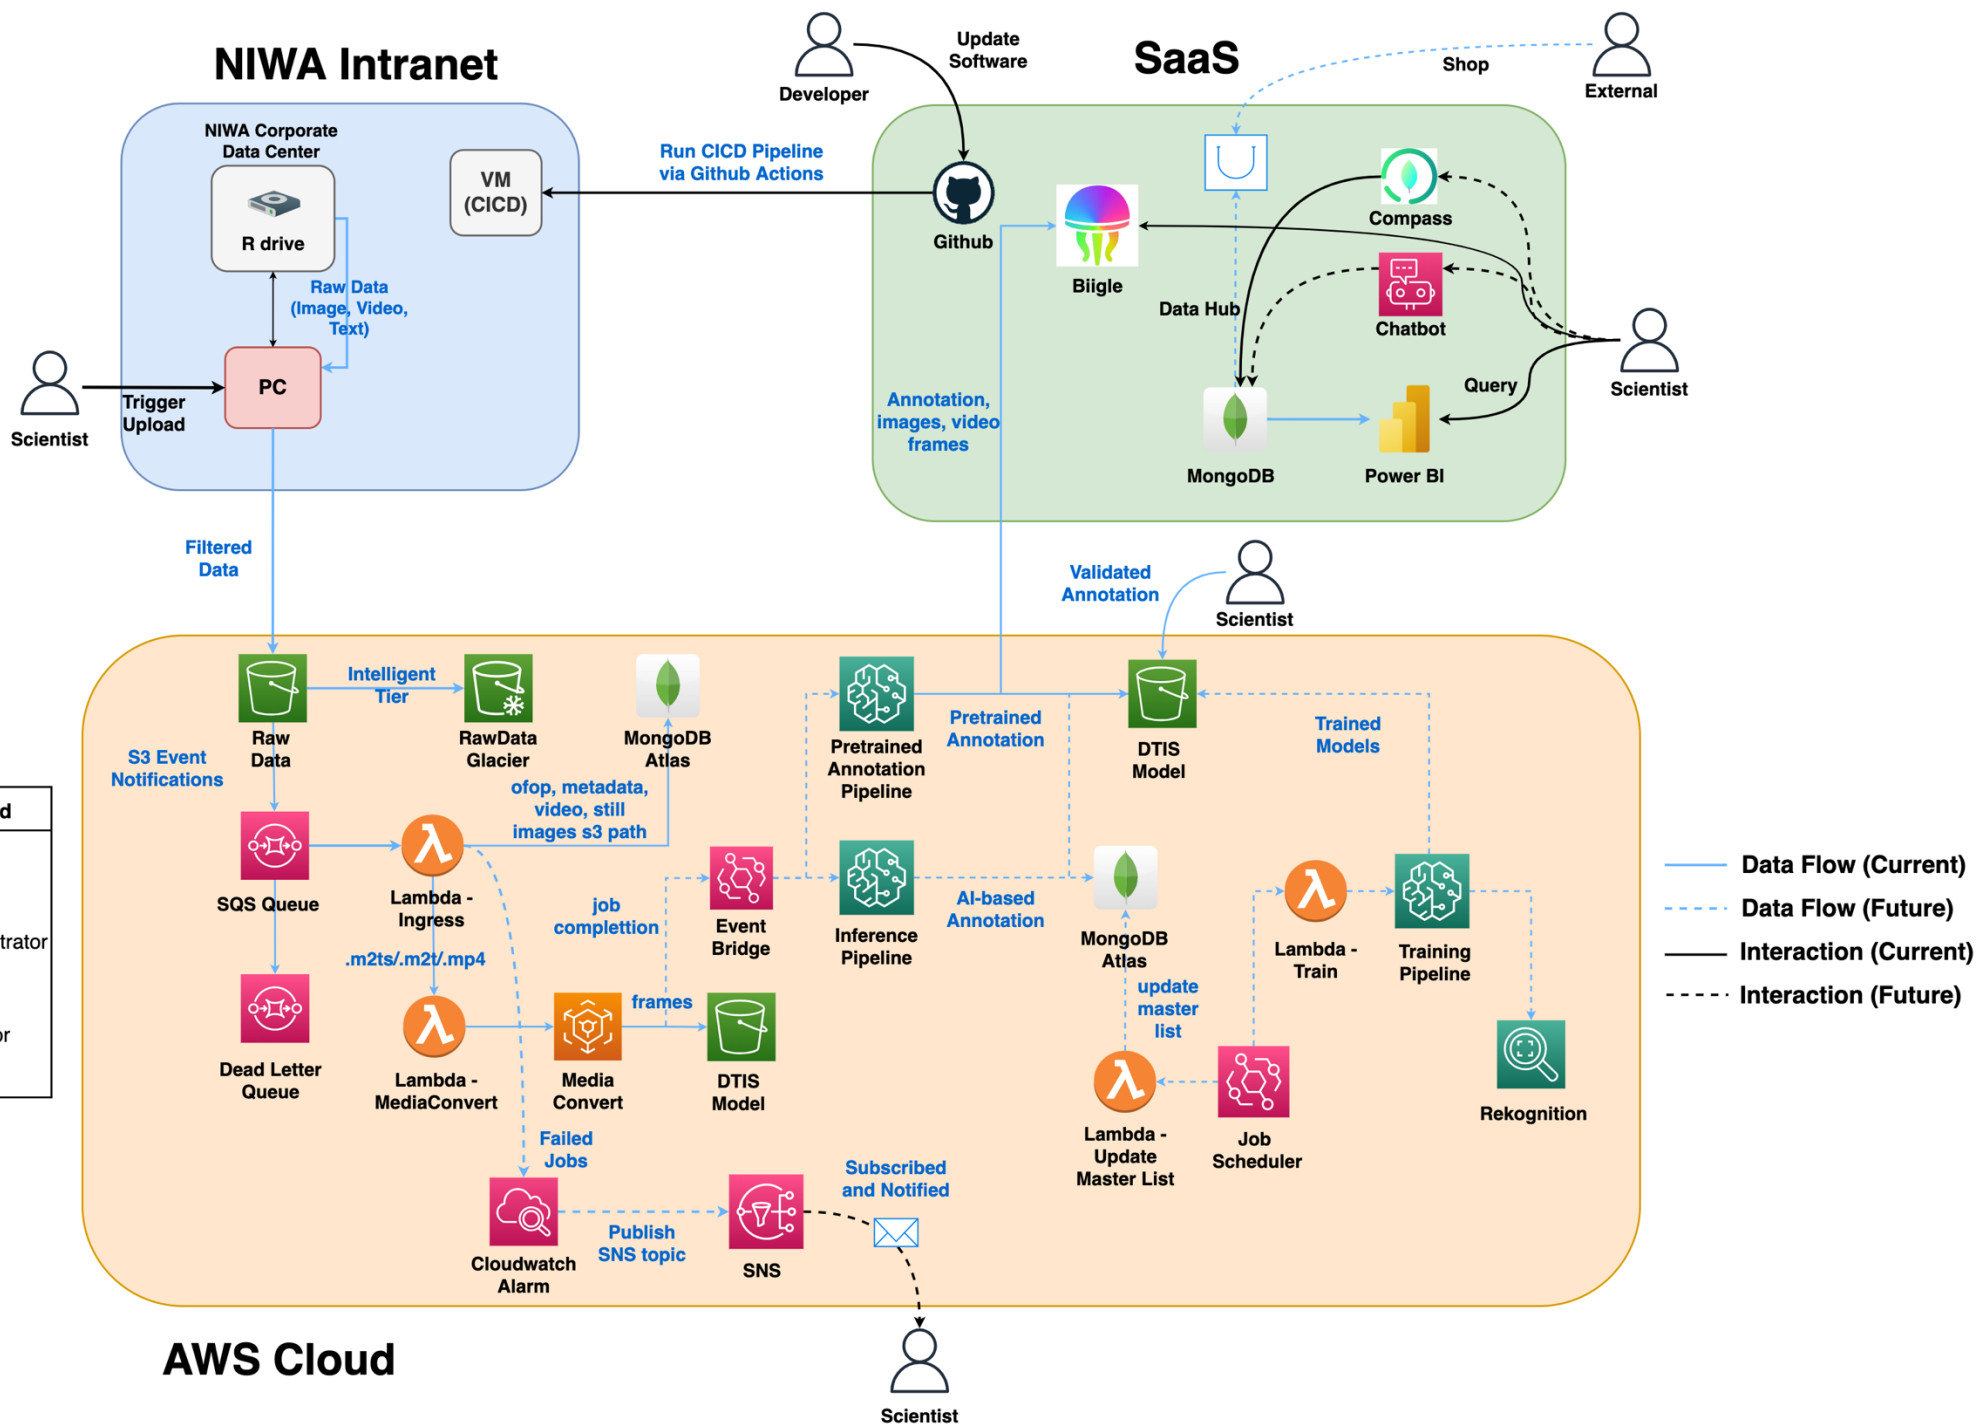 NIWA Intranet
SaaS
Developer
Update
Software
Shop
External
NIWA Corporate
Data Center
R drive
VM
(CICD)
Run CICD Pipeline
via Github Actions
Github
Biigle
Compass
Chatbot
Data Hub
Raw Data
(Image, Video,
Text)
PC
Scientist
Trigger
Upload
Annotation,
images, video
frames
MongoDB
Power BI
Query
Scientist
Filtered
Data
Validated
Annotation
Scientist
Raw
Data
Intelligent
Tier
RawData
Glacier
MongoDB
Atlas
S3 Event
Notifications
ofop, metadata,
video, still
images s3 path
Pretrained
Annotation
Pipeline
Pretrained
Annotation
DTIS
Model
Trained
Models
SQS Queue
Lambda -
Ingress
job
complettion
Event
Bridge
Inference
Pipeline
AI-based
Annotation
MongoDB
Atlas
Lambda -
Train
Training
Pipeline
.m2ts/.m2t/.mp4
frames
update
master
list
Dead Letter
Queue
Lambda -
MediaConvert
Media
Convert
DTIS
Model
Lambda -
Update
Master List
Job
Scheduler
Rekognition
Failed
Jobs
Cloudwatch
Alarm
Publish
SNS topic
SNS
Subscribed
and Notified
AWS Cloud
Scientist
d
trator
or
Data Flow (Current)
Data Flow (Future)
Interaction (Current)
Interaction (Future)